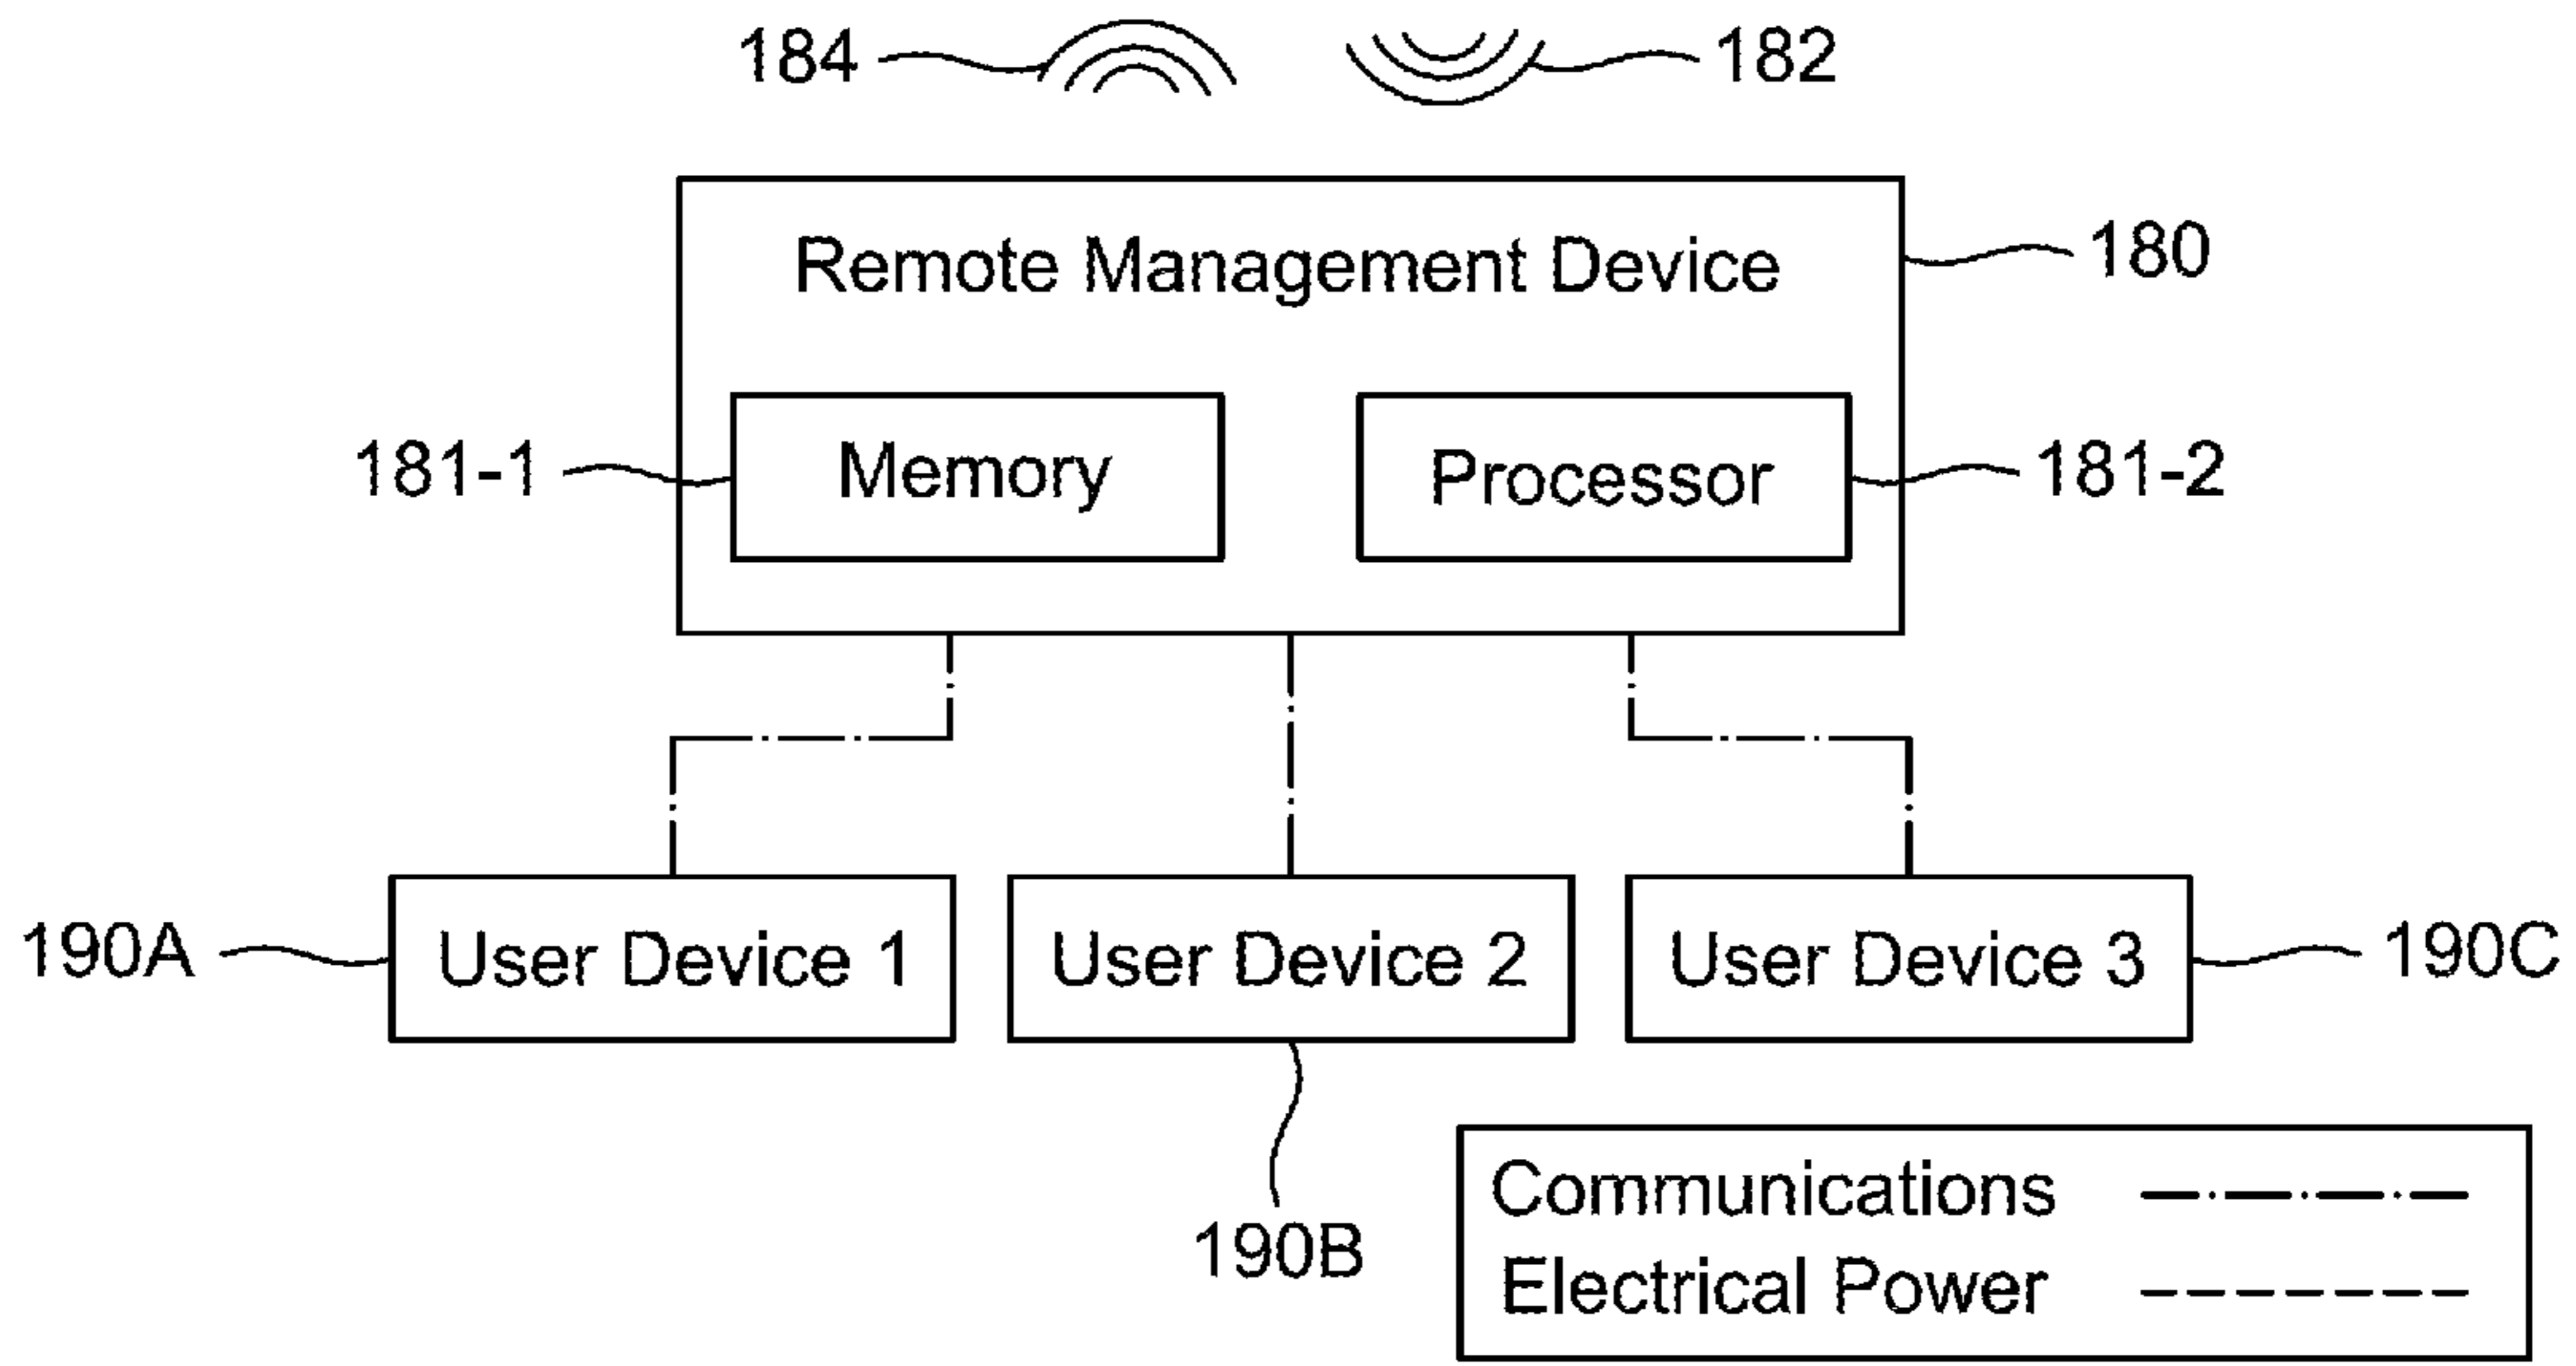 184
182
Remote Management Device
180
181-1
Memory
Processor
181-2
190A
User Device 1
User Device 2
User Device 3
190C
190B
Communications
Electrical Power